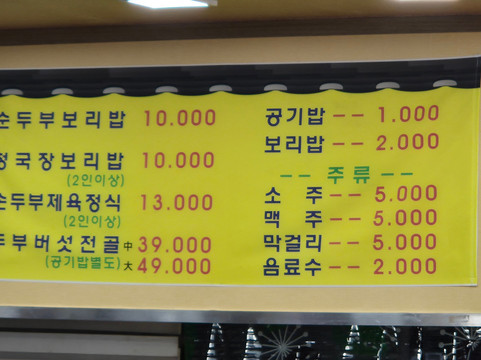 순두부보리밥 10.000
청국장보리밥 10.000
(2인이상)
순두부제육정식 13.000
(2인이상)
두부버섯전골 中 39.000
(공기밥별도) 大 49.000
공기밥 -- 1.000
보리밥 -- 2.000
-- 주류 --
소 주 -- 5.000
맥 주 -- 5.000
막걸리 -- 5.000
음료수 -- 2.000